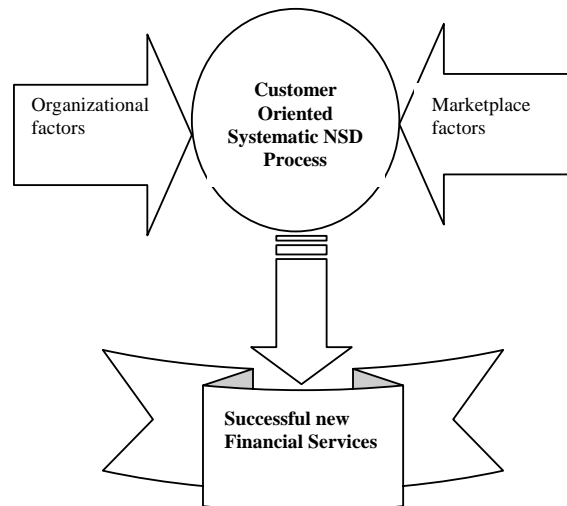 Organizational
factors
Customer
Oriented
Systematic NSD
Process
Marketplace
factors
Successful new
Financial Services